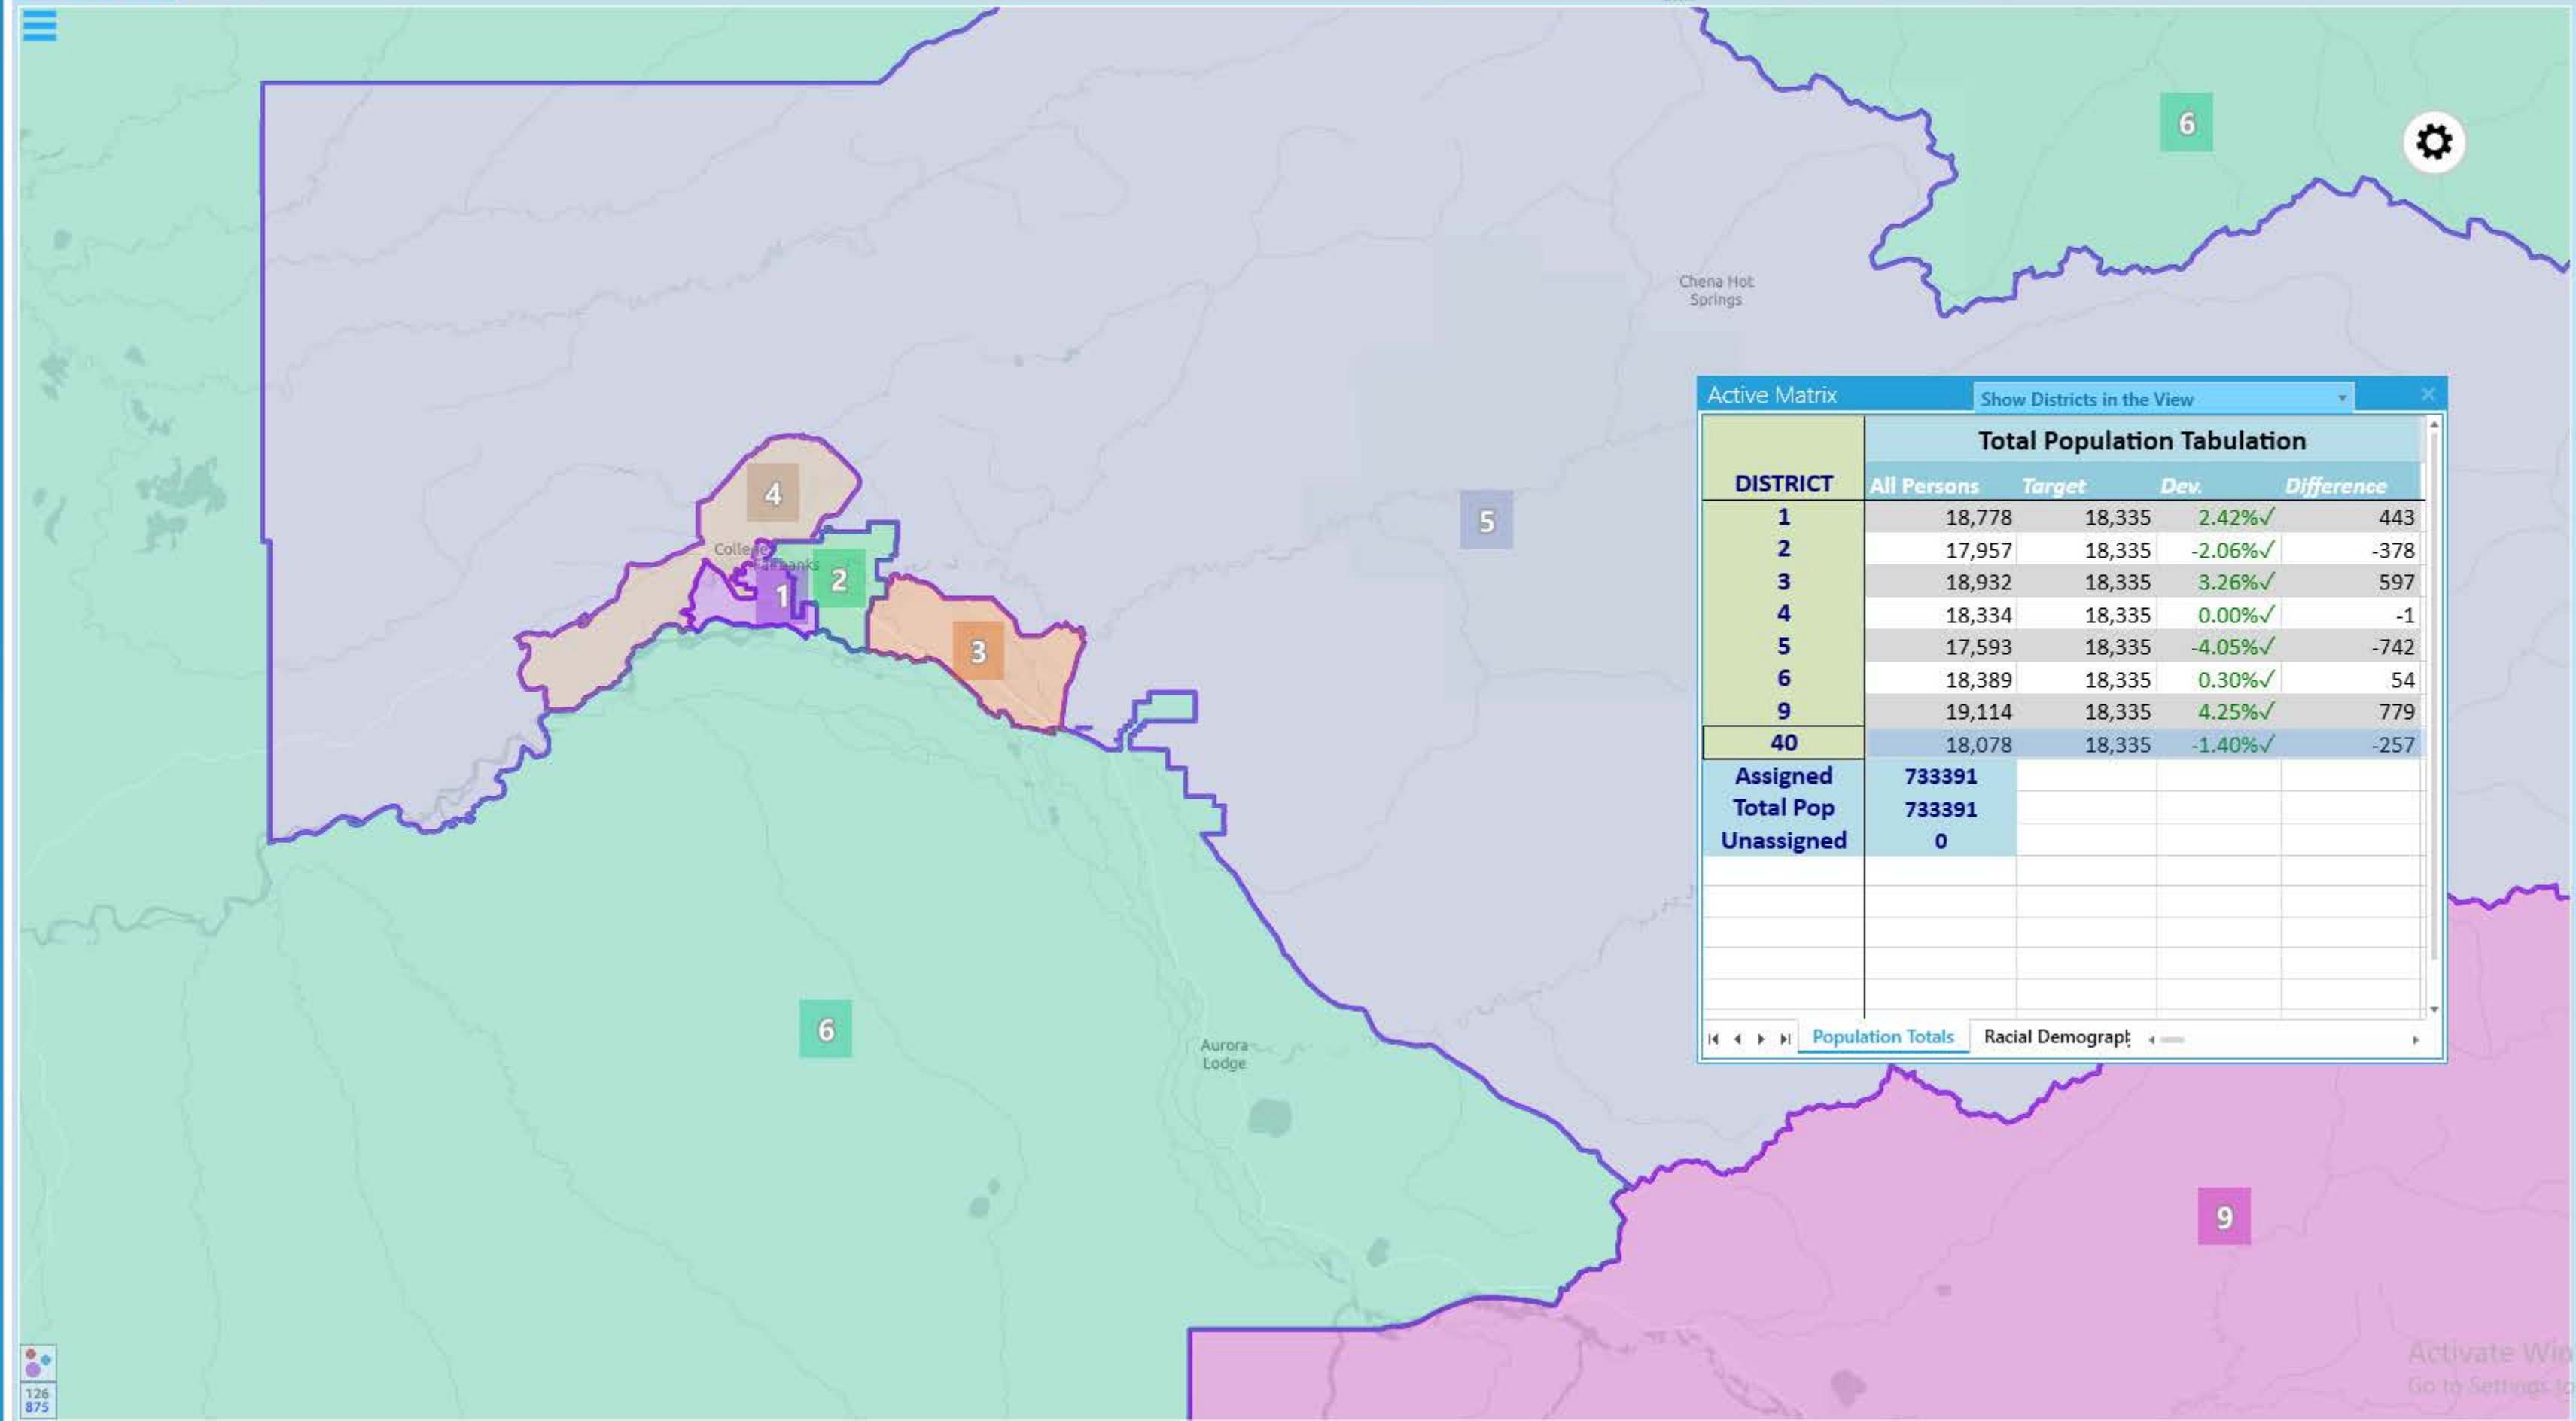 6
Chena Hot
Springs
4
5
College
Fairbanks
2
1
3
6
Aurora
Lodge
9
Active Matrix
Show Districts in the View
Total Population Tabulation
DISTRICT All Persons Target Dev. Difference
1 18,778 18,335 2.42%✓ 443
2 17,957 18,335 -2.06%✓ -378
3 18,932 18,335 3.26%✓ 597
4 18,334 18,335 0.00%✓ -1
5 17,593 18,335 -4.05%✓ -742
6 18,389 18,335 0.30%✓ 54
9 19,114 18,335 4.25%✓ 779
40 18,078 18,335 -1.40%✓ -257
Assigned 733391
Total Pop 733391
Unassigned 0
Population Totals Racial Demograph
126
875
Activate Win
Go to Settings to